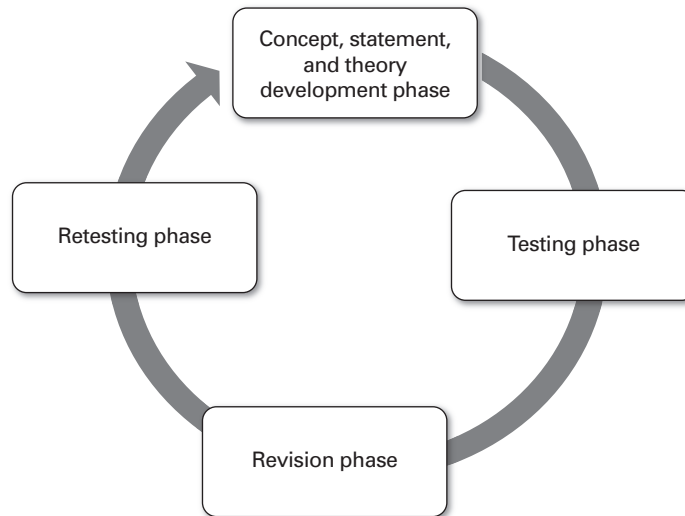 Concept, statement,
and theory
development phase
Retesting phase
Testing phase
Revision phase